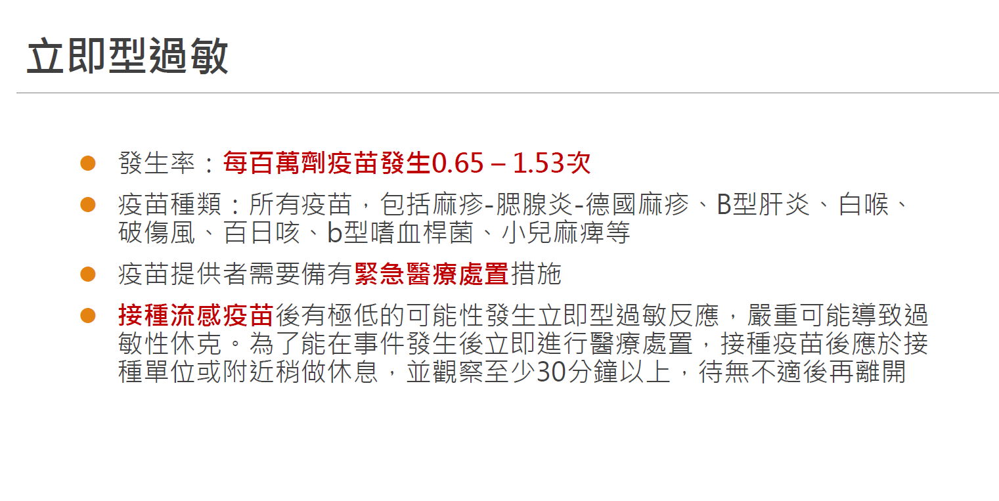 立即型過敏
發生率：每百萬劑疫苗發生0.65 – 1.53次
疫苗種類：所有疫苗，包括麻疹-腮腺炎-德國麻疹、B型肝炎、白喉、
破傷風、百日咳、b型嗜血桿菌、小兒麻痺等
疫苗提供者需要備有緊急醫療處置措施
接種流感疫苗後有極低的可能性發生立即型過敏反應，嚴重可能導致過
敏性休克。為了能在事件發生後立即進行醫療處置，接種疫苗後應於接
種單位或附近稍做休息，並觀察至少30分鐘以上，待無不適後再離開